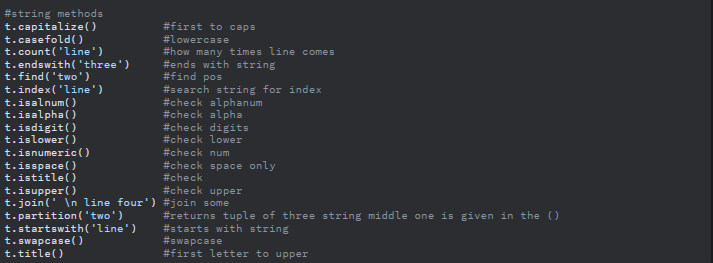 #string methods
t.capitalize() #first to caps
t.casefold() #lowercase
t.count('line') #how many times line comes
t.endswith('three') #ends with string
t.find('two') #find pos
t.index('line') #search string for index
t.isalnum() #check alphanum
t.isalpha() #check alpha
t.isdigit() #check digits
t.islower() #check lower
t.isnumeric() #check num
t.isspace() #check space only
t.istitle() #check
t.isupper() #check upper
t.join(' \n line four') #join some
t.partition('two') #returns tuple of three string middle one is given in the ()
t.startswith('line') #starts with string
t.swapcase() #swapcase
t.title() #first letter to upper